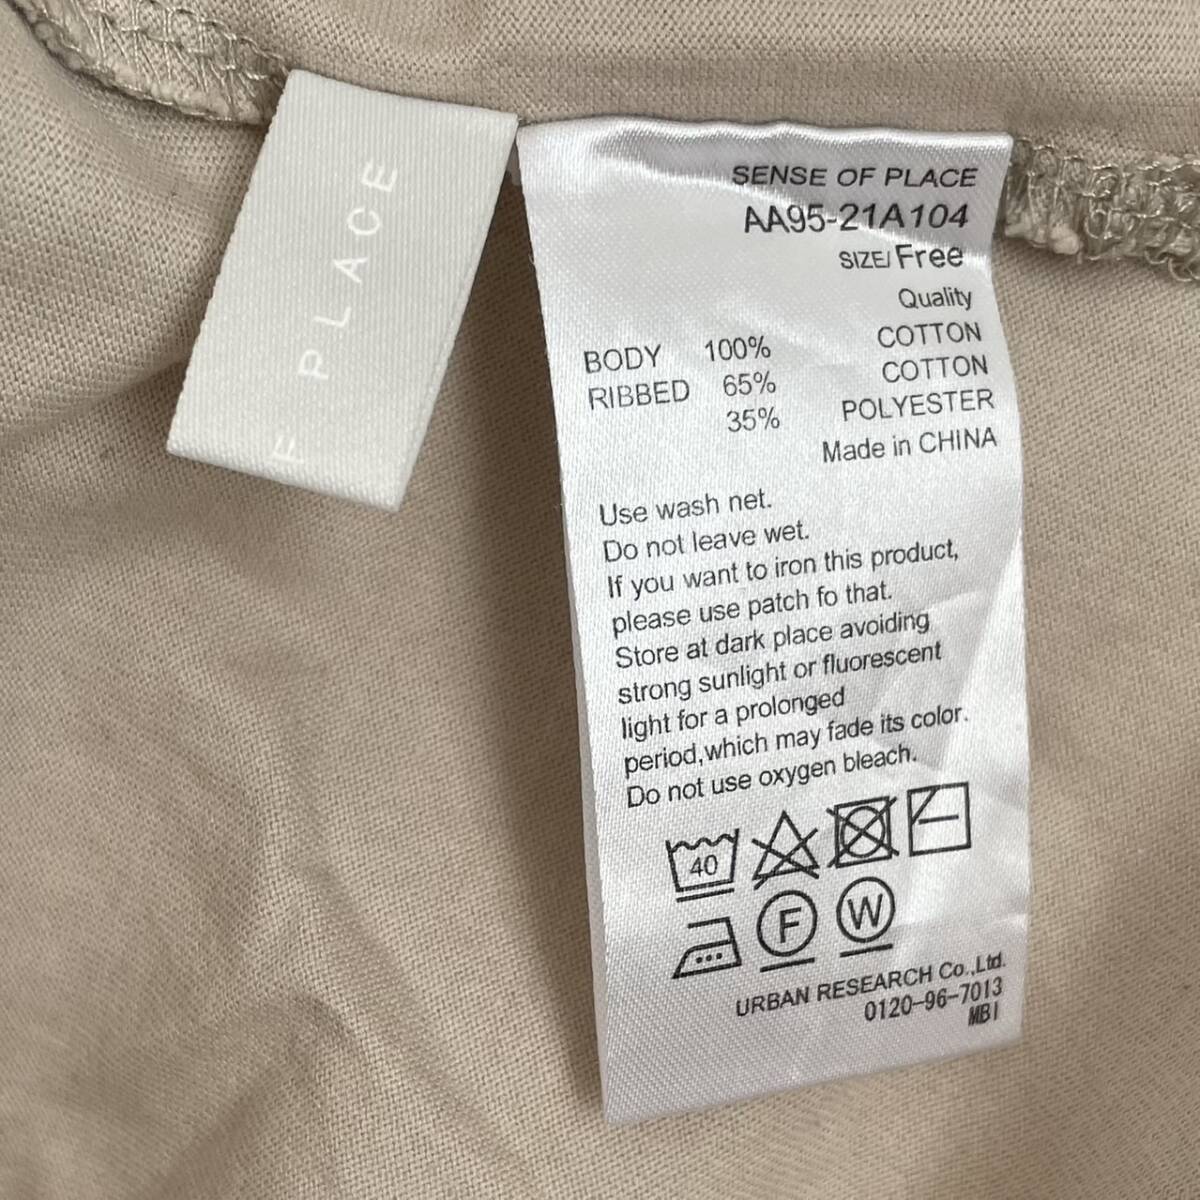 F PLACE
SENSE OF PLACE
AA95-21A104
SIZE/Free
Quality
BODY 100% COTTON
RIBBED 65% COTTON
35% POLYESTER
Made in CHINA
Use wash net.
Do not leave wet.
If you want to iron this product,
please use patch fo that.
Store at dark place avoiding
strong sunlight or fluorescent
light for a prolonged
period,which may fade its color.
Do not use oxygen bleach.
40
F W
URBAN RESEARCH Co.,Ltd.
0120-96-7013
MBI